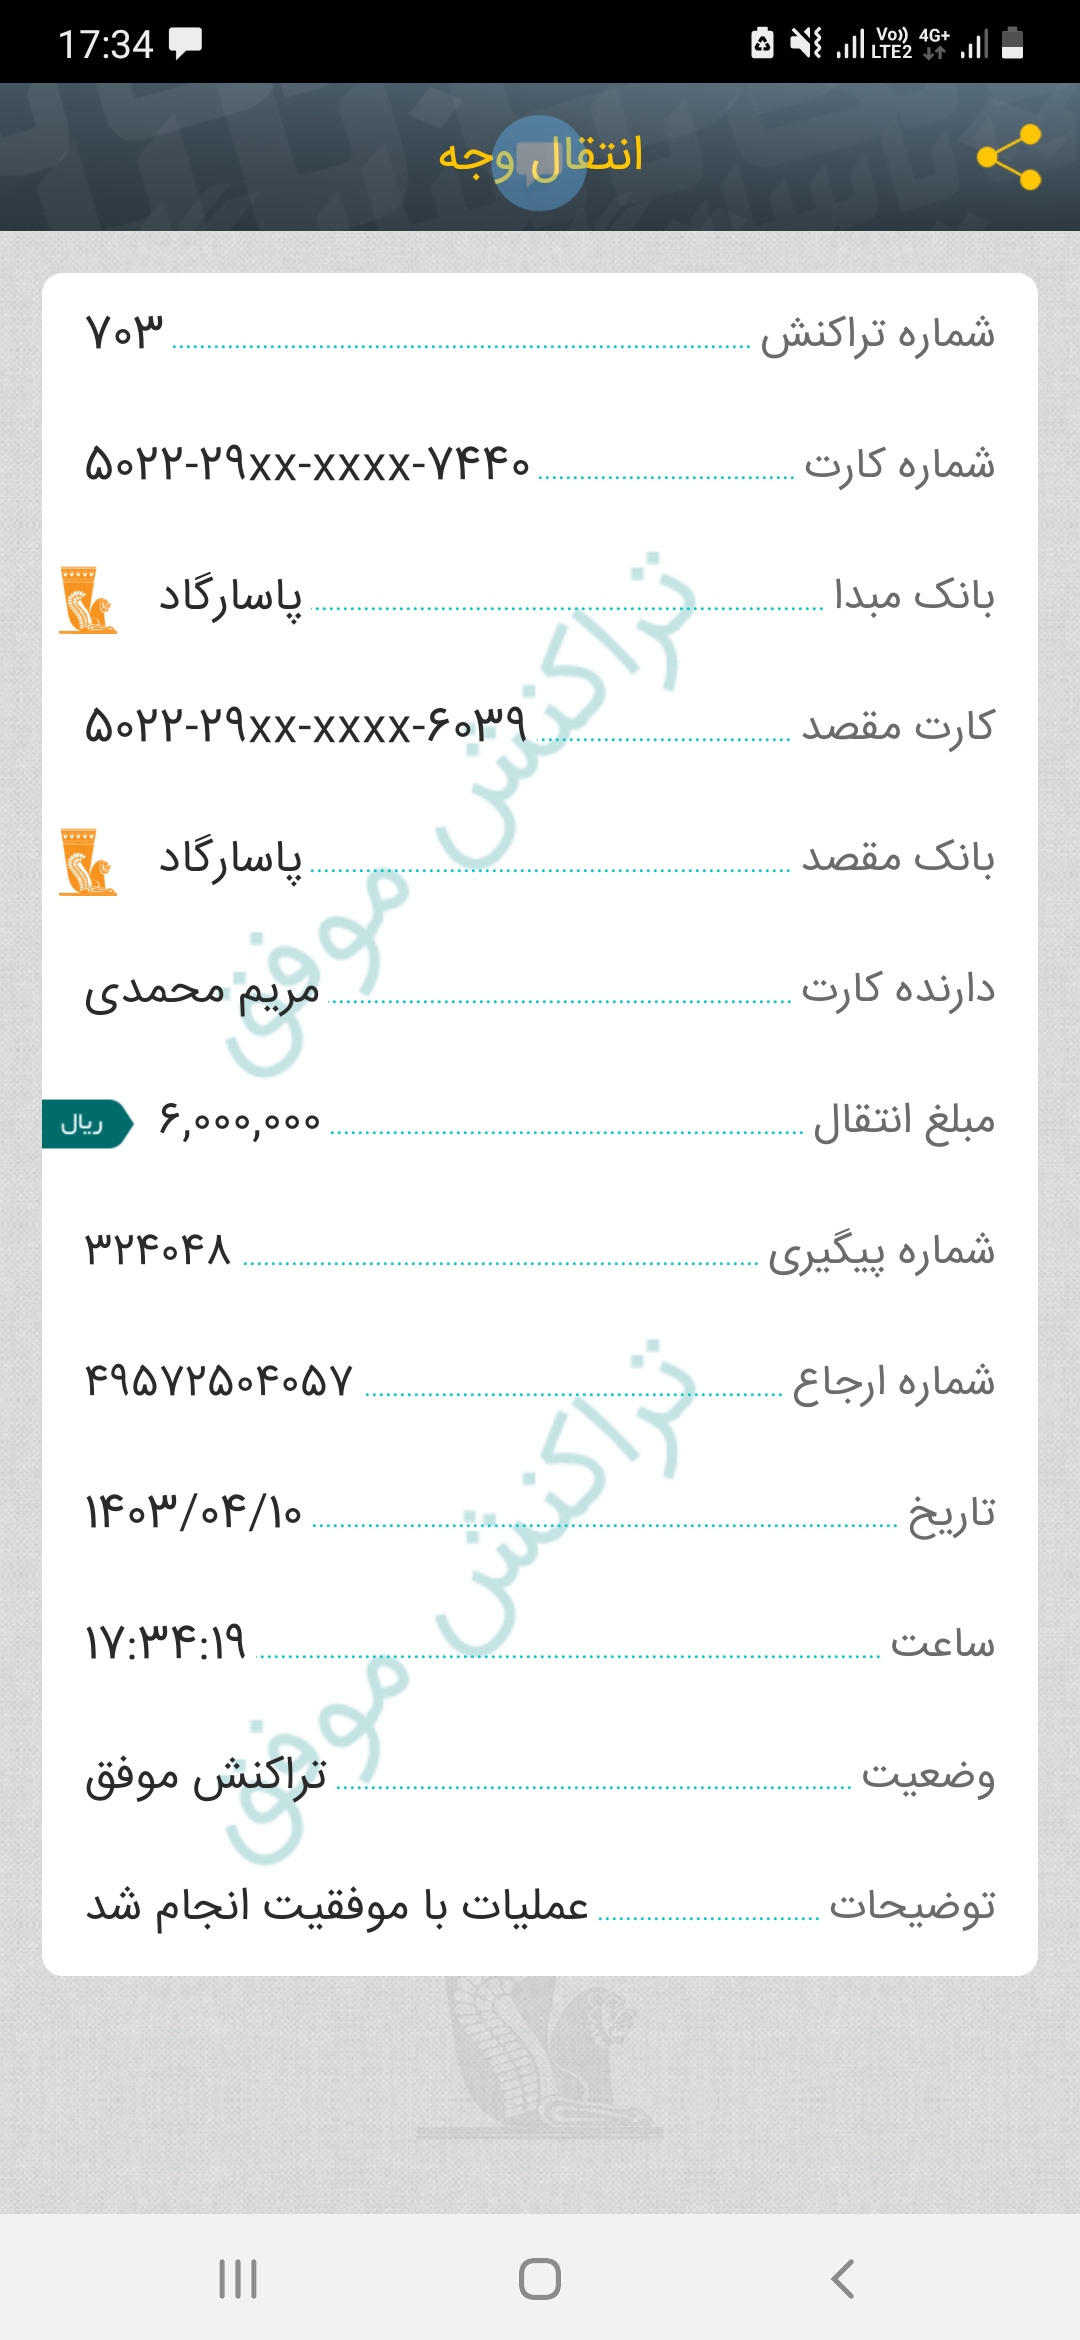 17:34
Vo)) LTE2 4G+
انتقال وجه
شماره تراکنش ۷۰۳
شماره کارت ۵۰۲۲-۲۹xx-xxxx-۷۴۴۰
بانک مبدا پاسارگاد
کارت مقصد ۵۰۲۲-۲۹xx-xxxx-۶۰۳۹
بانک مقصد پاسارگاد
دارنده کارت مریم محمدی
مبلغ انتقال ۶,۰۰۰,۰۰۰ ریال
شماره پیگیری ۳۲۴۰۴۸
شماره ارجاع ۴۹۵۷۲۵۰۴۰۵۷
تاریخ ۱۴۰۳/۰۴/۱۰
ساعت ۱۷:۳۴:۱۹
وضعیت تراکنش موفق
توضیحات عملیات با موفقیت انجام شد
تراکنش موفق
تراکنش موفق